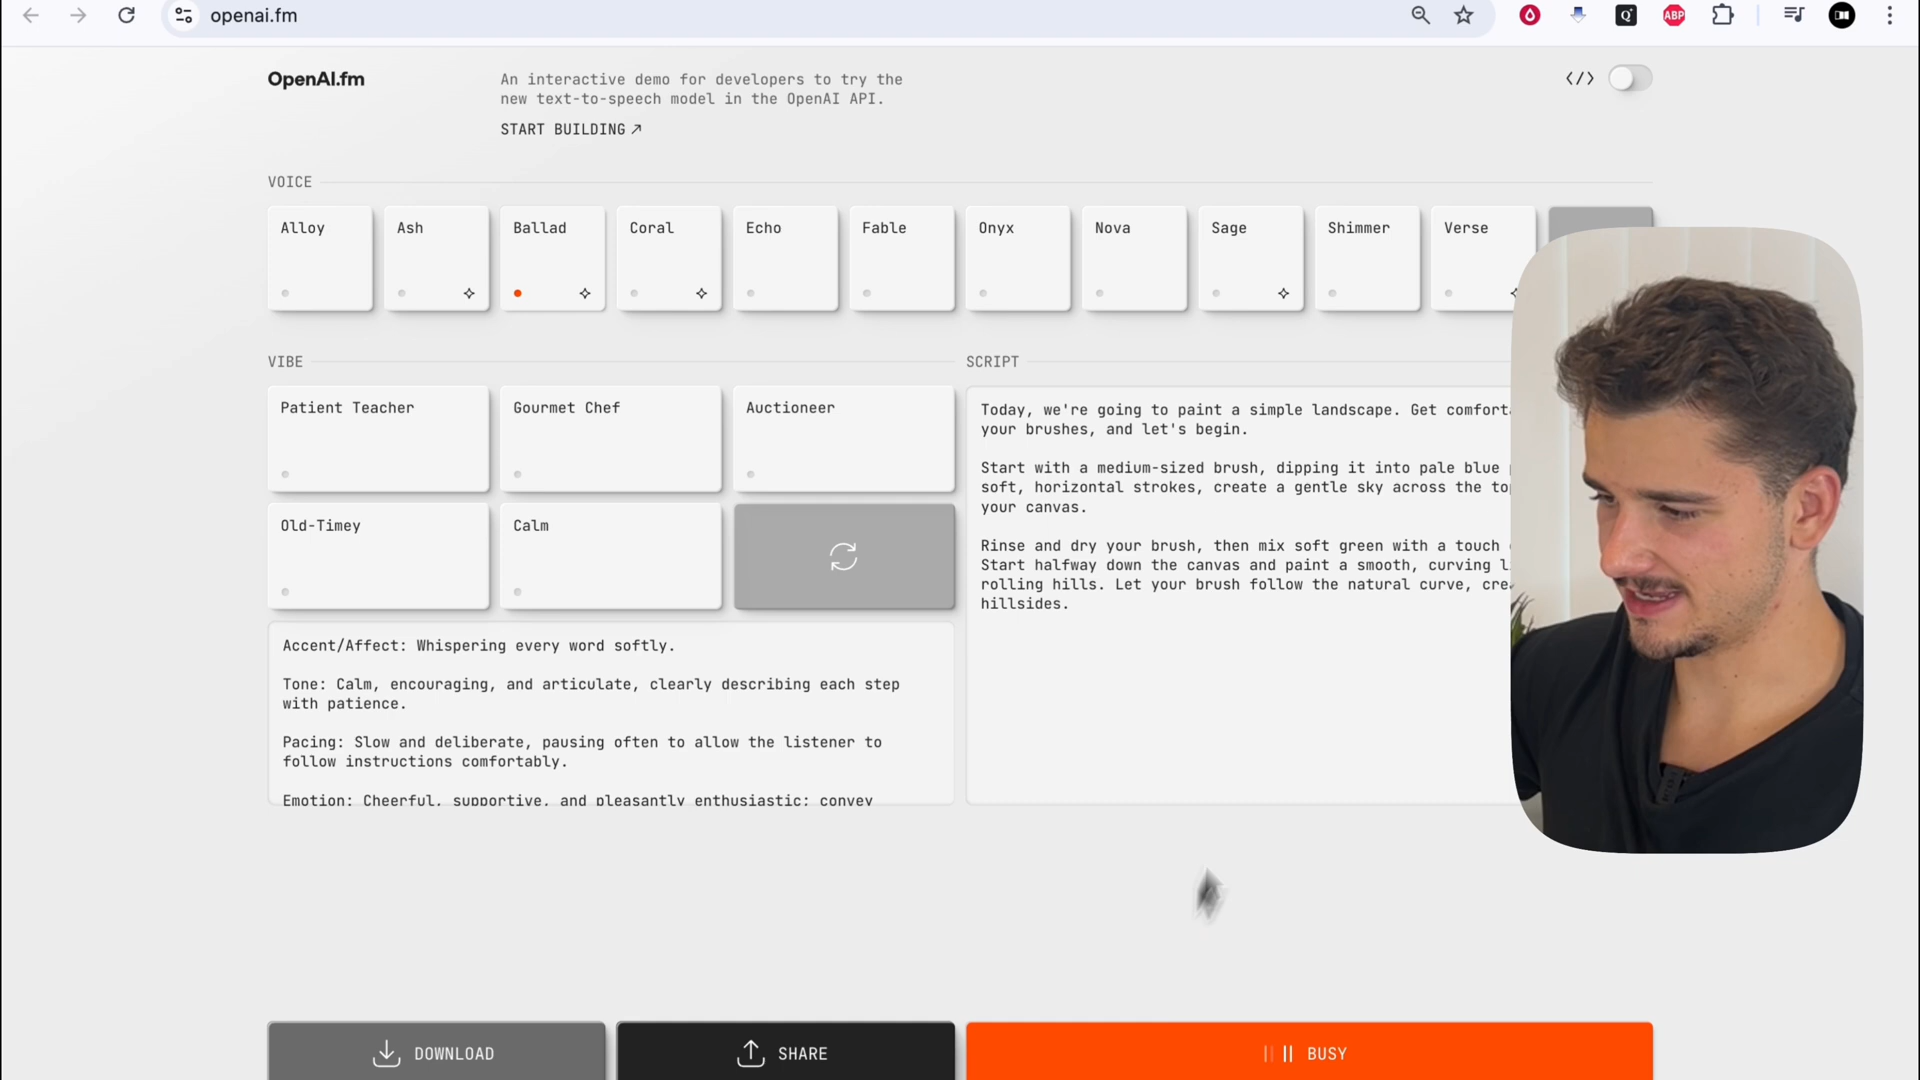 openai.fm
Q
ABP
OpenAI.fm
An interactive demo for developers to try the
new text-to-speech model in the OpenAI API.
START BUILDING ↗
</>
VOICE
Alloy
Ash
Ballad
Coral
Echo
Fable
Onyx
Nova
Sage
Shimmer
Verse
VIBE
Patient Teacher
Gourmet Chef
Auctioneer
Old-Timey
Calm
Accent/Affect: Whispering every word softly.
Tone: Calm, encouraging, and articulate, clearly describing each step
with patience.
Pacing: Slow and deliberate, pausing often to allow the listener to
follow instructions comfortably.
Emotion: Cheerful, supportive, and pleasantly enthusiastic; convey
SCRIPT
Today, we're going to paint a simple landscape. Get
your brushes, and let's begin.
Start with a medium-sized brush, dipping it into pale blue
soft, horizontal strokes, create a gentle sky across the
your canvas.
Rinse and dry your brush, then mix soft green with a touch
Start halfway down the canvas and paint a smooth, curving
rolling hills. Let your brush follow the natural curve,
hillsides.
DOWNLOAD
SHARE
BUSY